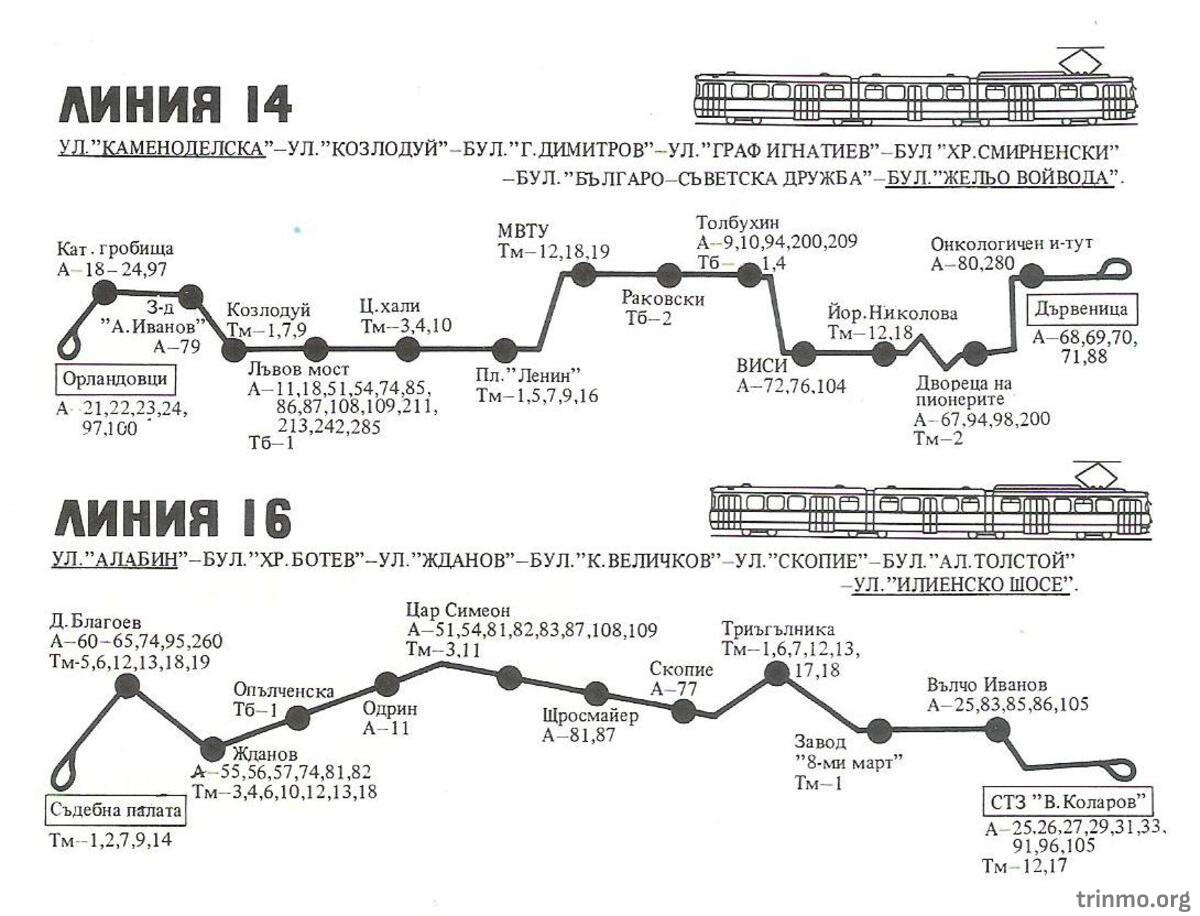 ЛИНИЯ 14
УЛ."КАМЕНОДЕЛСКА"–УЛ."КОЗЛОДУЙ"–БУЛ."Г.ДИМИТРОВ"–УЛ."ГРАФ ИГНАТИЕВ"–БУЛ "ХР.СМИРНЕНСКИ"
–БУЛ."БЪЛГАРО–СЪВЕТСКА ДРУЖБА"–БУЛ."ЖЕЛЬО ВОЙВОДА".
Кат. гробища
А–18–24,97
З-д
"А.Иванов"
А–79
Орландовци
А–21,22,23,24,
97,100
Козлодуй
Тм–1,7,9
Лъвов мост
А–11,18,51,54,74,85,
86,87,108,109,211,
213,242,285
Тб–1
Ц.хали
Тм–3,4,10
Пл."Ленин"
Тм–1,5,7,9,16
МВТУ
Тм–12,18,19
Раковски
Тб–2
Толбухин
А–9,10,94,200,209
Тб–1,4
ВИСИ
А–72,76,104
Йор.Николова
Тм–12,18
Двореца на
пионерите
А–67,94,98,200
Тм–2
Онкологичен и-тут
А–80,280
Дървеница
А–68,69,70,
71,88
ЛИНИЯ 16
УЛ."АЛАБИН"–БУЛ."ХР.БОТЕВ"–УЛ."ЖДАНОВ"–БУЛ."К.ВЕЛИЧКОВ"–УЛ."СКОПИЕ"–БУЛ."АЛ.ТОЛСТОЙ"
–УЛ."ИЛИЕНСКО ШОСЕ".
Д.Благоев
А–60–65,74,95,260
Тм-5,6,12,13,18,19
Съдебна палата
Тм–1,2,7,9,14
Жданов
А–55,56,57,74,81,82
Тм–3,4,6,10,12,13,18
Опълченска
Тб–1
Одрин
А–11
Цар Симеон
А–51,54,81,82,83,87,108,109
Тм–3,11
Щросмайер
А–81,87
Скопие
А–77
Триъгълника
Тм–1,6,7,12,13,
17,18
Завод
"8-ми март"
Тм–1
Вълчо Иванов
А–25,83,85,86,105
СТЗ "В.Коларов"
А–25.26,27,29,31,33,
91,96,105
Тм–12,17
trinmo.org